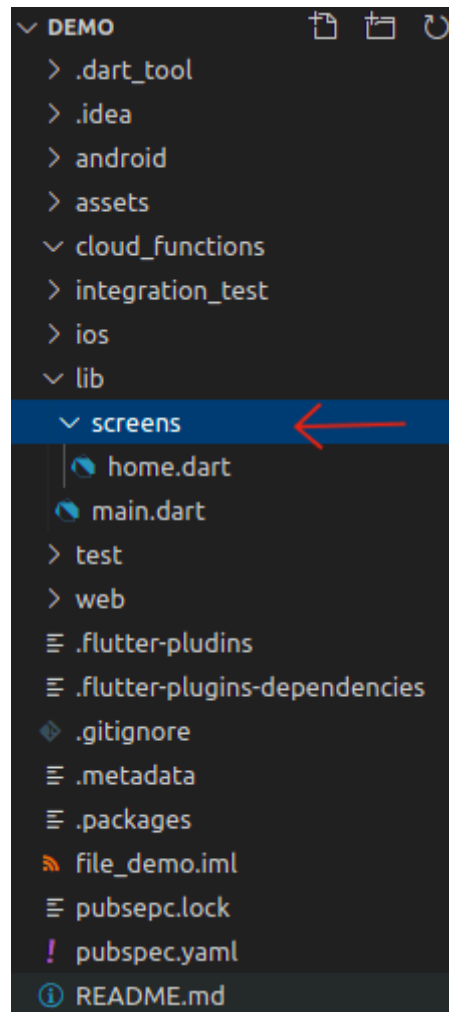 DEMO
.dart_tool
.idea
android
assets
cloud_functions
integration_test
ios
lib
screens
home.dart
main.dart
test
web
.flutter-pludins
.flutter-plugins-dependencies
.gitignore
.metadata
.packages
file_demo.iml
pubsepc.lock
pubspec.yaml
README.md